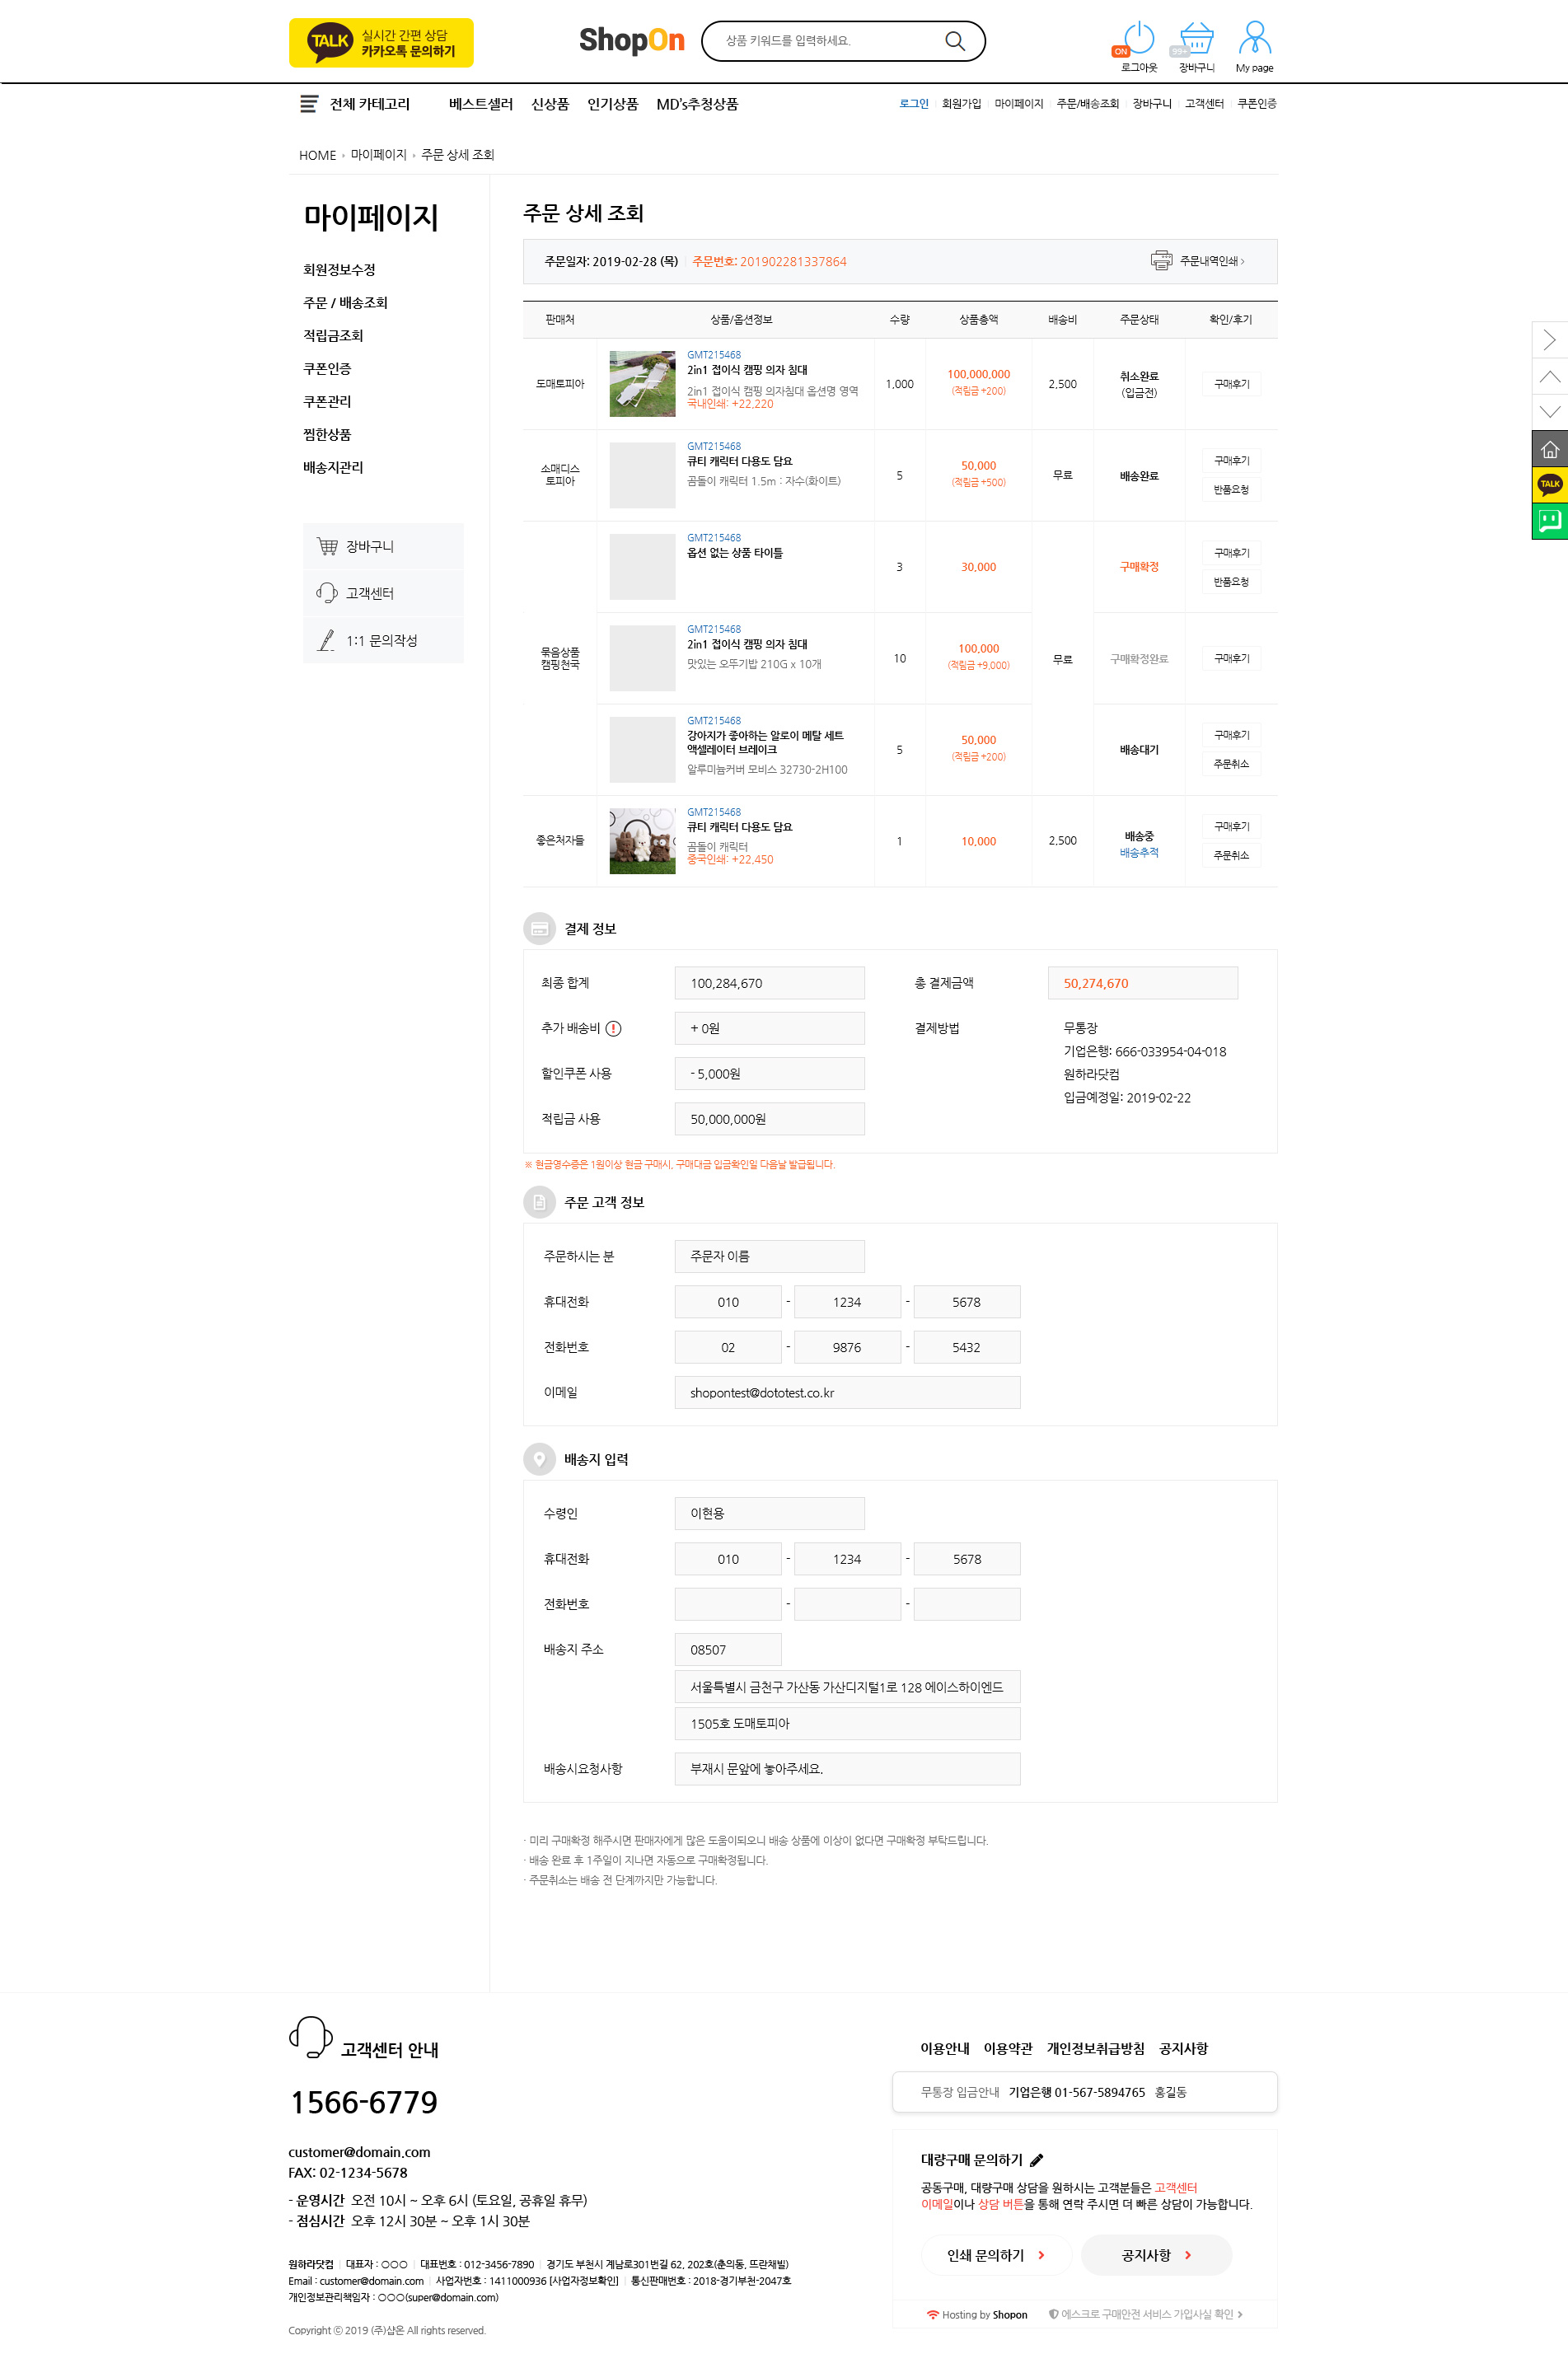 TALK 실시간 간편 상담
카카오톡 문의하기
ShopOn
상품 키워드를 입력하세요.
ON
로그아웃
99+
장바구니
My page
전체 카테고리 베스트셀러 신상품 인기상품 MD's추청상품
로그인 회원가입 마이페이지 주문/배송조회 장바구니 고객센터 쿠폰인증
HOME 마이페이지 주문 상세 조회
마이페이지
회원정보수정
주문 / 배송조회
적립금조회
쿠폰인증
쿠폰관리
찜한상품
배송지관리
장바구니
고객센터
1:1 문의작성
주문 상세 조회
주문일자: 2019-02-28 (목) 주문번호: 201902281337864
주문내역인쇄
판매처 상품/옵션정보 수량 상품총액 배송비 주문상태 확인/후기
도매토피아
GMT215468
2in1 접이식 캠핑 의자 침대
2in1 접이식 캠핑 의자침대 옵션명 영역
국내인쇄: +22,220
1,000
100,000,000
(적림금 +200)
2,500
취소완료
(입금전)
구매후기
소매디스
토피아
GMT215468
큐티 캐릭터 다용도 담요
곰돌이 캐릭터 1.5m : 자수(화이트)
5
50,000
(적림금 +500)
무료
배송완료
구매후기
반품요청
묶음상품
캠핑천국
GMT215468
옵션 없는 상품 타이틀
3
30,000
구매확정
구매후기
반품요청
GMT215468
2in1 접이식 캠핑 의자 침대
맛있는 오뚜기밥 210G x 10개
10
100,000
(적림금 +9,000)
무료
구매확정완료
구매후기
GMT215468
강아지가 좋아하는 알로이 메탈 세트
액셀레이터 브레이크
알루미늄커버 모비스 32730-2H100
5
50,000
(적림금 +200)
배송대기
구매후기
주문취소
좋은처자들
GMT215468
큐티 캐릭터 다용도 담요
곰돌이 캐릭터
중국인쇄: +22,450
1
10,000
2,500
배송중
배송추적
구매후기
주문취소
결제 정보
최종 합계 100,284,670
총 결제금액 50,274,670
추가 배송비 + 0원
할인쿠폰 사용 - 5,000원
적립금 사용 50,000,000원
결제방법 무통장
기업은행: 666-033954-04-018
원하라닷컴
입금예정일: 2019-02-22
※ 현금영수증은 1원이상 현금 구매시, 구매대금 입금확인일 다음날 발급됩니다.
주문 고객 정보
주문하시는 분 주문자 이름
휴대전화 010 - 1234 - 5678
전화번호 02 - 9876 - 5432
이메일 shopontest@dototest.co.kr
배송지 입력
수령인 이현용
휴대전화 010 - 1234 - 5678
전화번호 - -
배송지 주소 08507
서울특별시 금천구 가산동 가산디지털1로 128 에이스하이엔드
1505호 도매토피아
배송시요청사항 부재시 문앞에 놓아주세요.
· 미리 구매확정 해주시면 판매자에게 많은 도움이되오니 배송 상품에 이상이 없다면 구매확정 부탁드립니다.
· 배송 완료 후 1주일이 지나면 자동으로 구매확정됩니다.
· 주문취소는 배송 전 단계까지만 가능합니다.
TALK
고객센터 안내
1566-6779
customer@domain.com
FAX: 02-1234-5678
- 운영시간 오전 10시 ~ 오후 6시 (토요일, 공휴일 휴무)
- 점심시간 오후 12시 30분 ~ 오후 1시 30분
원하라닷컴 대표자 : ○○○ 대표번호 : 012-3456-7890 경기도 부천시 계남로301번길 62, 202호(춘의동, 뜨란채빌)
Email : customer@domain.com 사업자번호 : 1411000936 [사업자정보확인] 통신판매번호 : 2018-경기부천-2047호
개인정보관리책임자 : ○○○(super@domain.com)
Copyright ⓒ 2019 (주)샵온 All rights reserved.
이용안내 이용약관 개인정보취급방침 공지사항
무통장 입금안내 기업은행 01-567-5894765 홍길동
대량구매 문의하기
공동구매, 대량구매 상담을 원하시는 고객분들은 고객센터
이메일이나 상담 버튼을 통해 연락 주시면 더 빠른 상담이 가능합니다.
인쇄 문의하기
공지사항
Hosting by Shopon 에스크로 구매안전 서비스 가입사실 확인